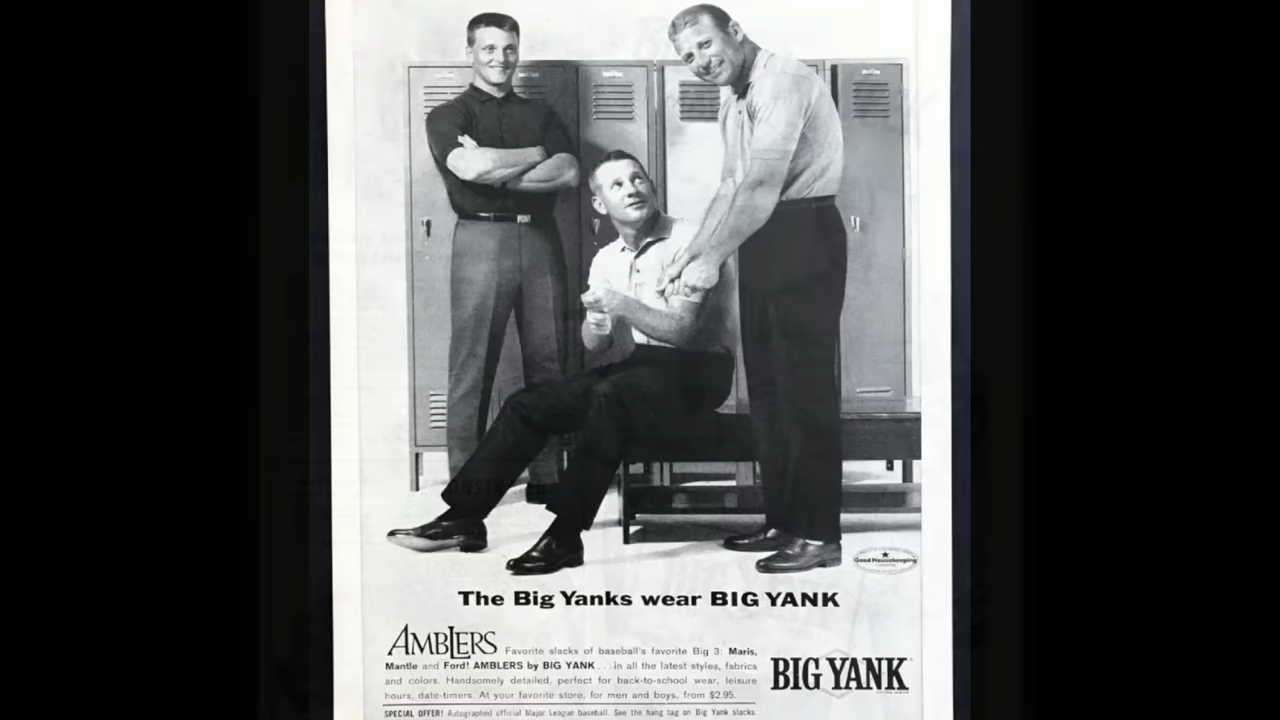 Good Housekeeping
The Big Yanks wear BIG YANK
AMBLERS Favorite slacks of baseball's favorite Big 3: Maris,
Mantle and Ford! AMBLERS by BIG YANK . . . in all the latest styles, fabrics
and colors. Handsomely detailed, perfect for back-to-school wear, leisure
hours, date-timers. At your favorite store, for men and boys, from $2.95.
BIG YANK
SPECIAL OFFER! Autographed official Major League baseball. See the hang tag on Big Yank slacks.